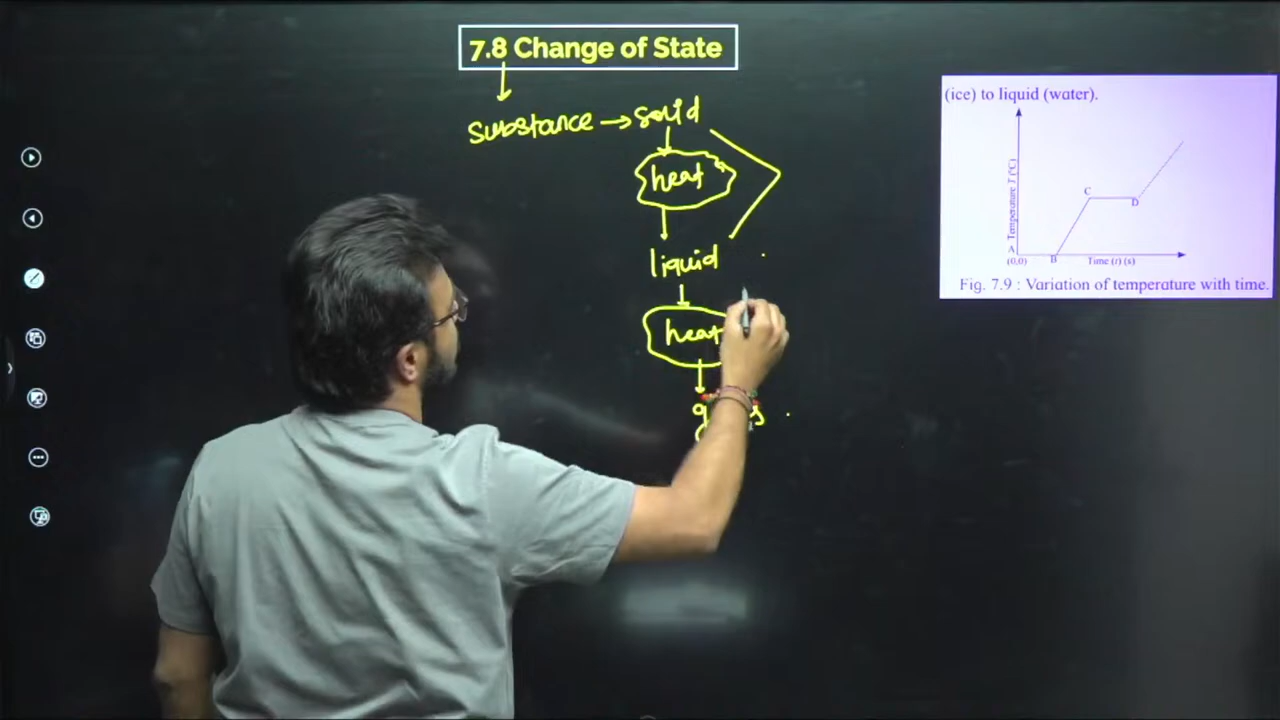 7.8 Change of State
substance → solid
heat
liquid
heat
(ice) to liquid (water).
Temperature T (°C)
C
D
A
(0,0)
B
Time (t) (s)
Fig. 7.9 : Variation of temperature with time.